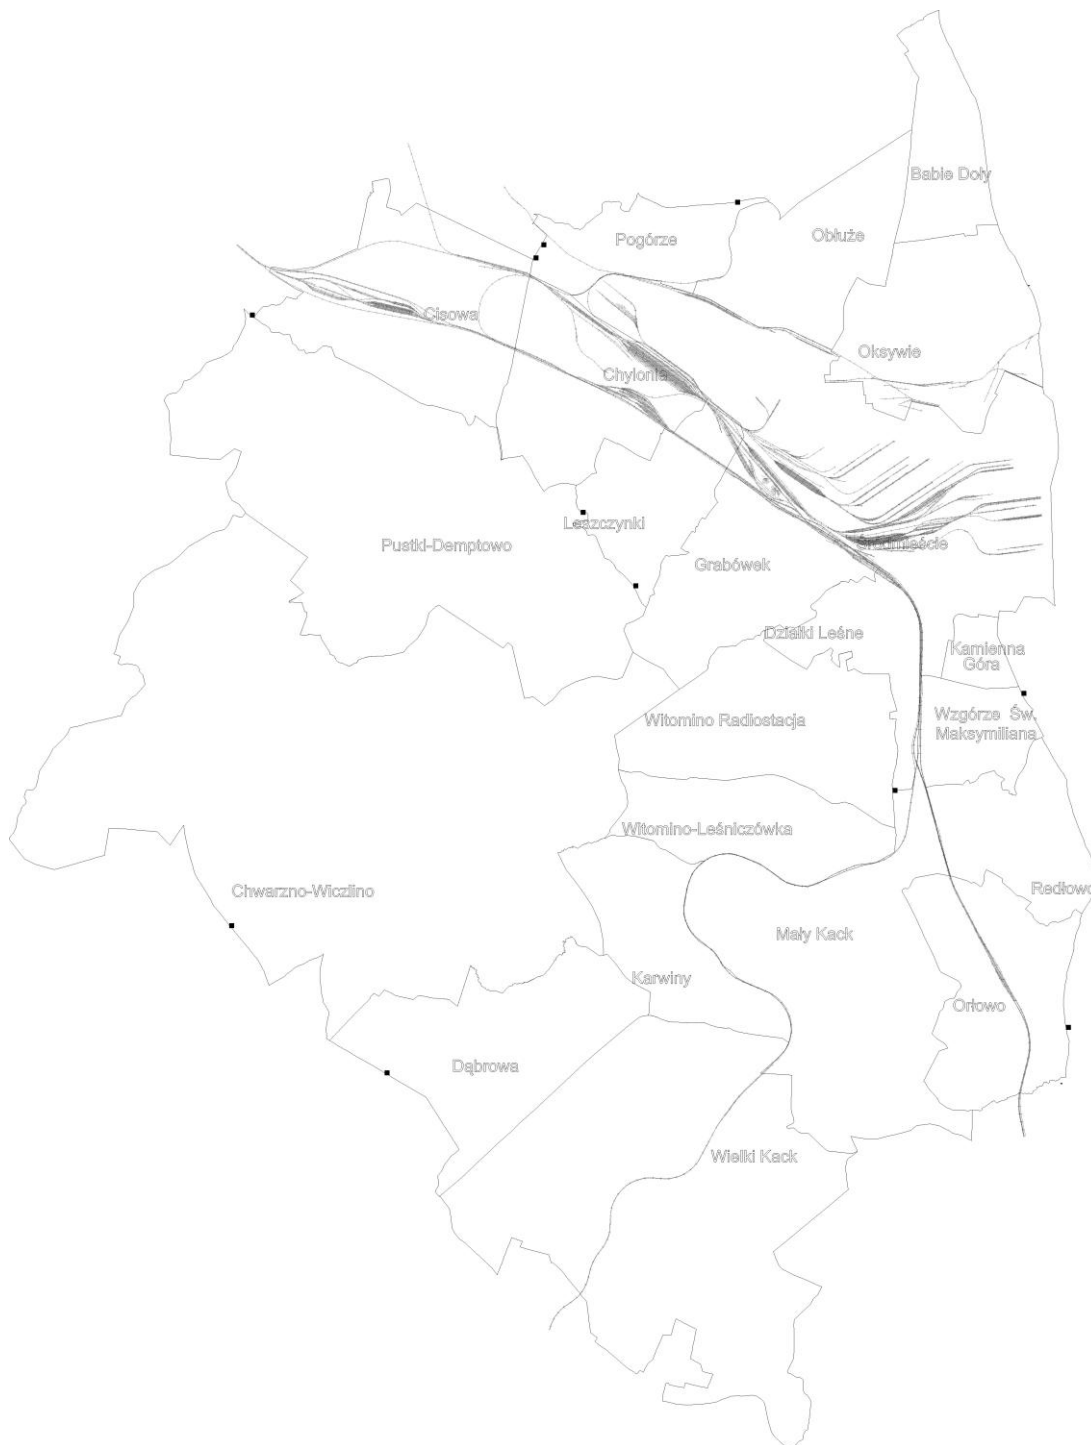 Babie Doły
Obłuże
Pogórze
Cisowa
Oksywie
Chylonia
Leszczynki
Pustki-Demptowo
Śródmieście
Grabówek
Działki Leśne
Kamienna
Góra
Witomino Radiostacja
Wzgórze Św.
Maksymiliana
Witomino-Leśniczówka
Chwarzno-Wiczlino
Redłowo
Mały Kack
Karwiny
Orłowo
Dąbrowa
Wielki Kack